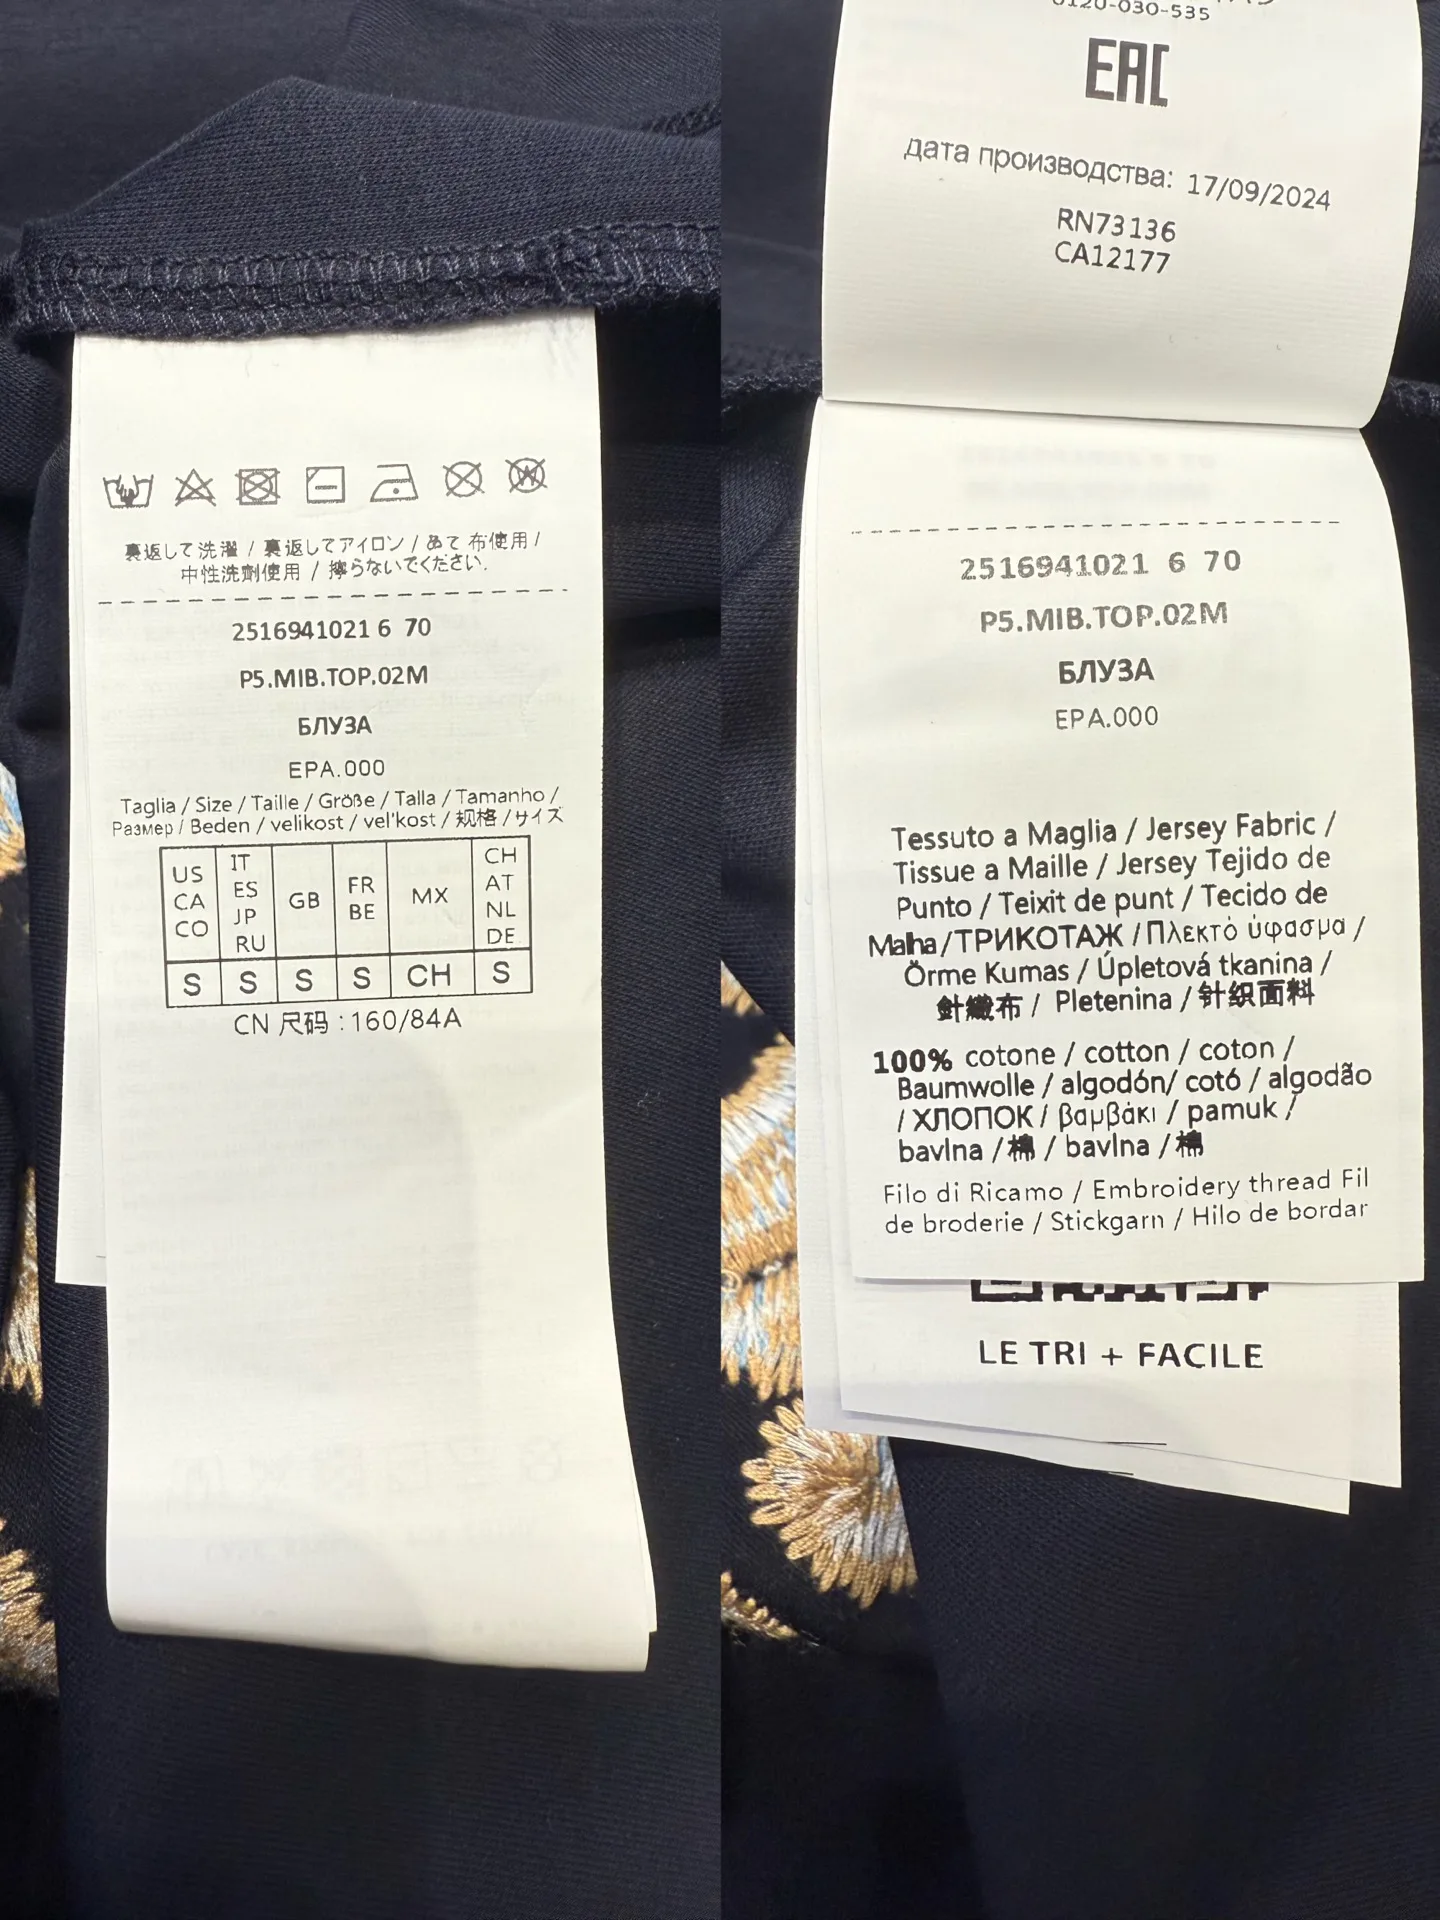 裏返して洗濯 / 裏返してアイロン / あて 布使用 /
中性洗剤使用 / 擦らないでください.
2516941021 6 70
P5.MIB.TOP.02M
БЛУЗА
EPA.000
Taglia / Size / Taille / Größe / Talla / Tamanho /
Размер / Beden / velikost / vel'kost / 规格 / サイズ
US CA CO
IT ES JP RU
GB
FR BE
MX
CH AT NL DE
S S S S CH S
CN 尺码 : 160/84A
0120-030-535
EAC
дата производства: 17/09/2024
RN73136
CA12177
2516941021 6 70
P5.MIB.TOP.02M
БЛУЗА
EPA.000
Tessuto a Maglia / Jersey Fabric /
Tissue a Maille / Jersey Tejido de
Punto / Teixit de punt / Tecido de
Malha/ТРИКОТАЖ / Πλεκτό ύφασμα /
Örme Kumas / Úpletová tkanina /
針織布 / Pletenina / 针织面料
100% cotone / cotton / coton /
Baumwolle / algodón/ cotó / algodão
/ ХЛОПОК / βαμβάκι / pamuk /
bavlna / 棉 / bavlna / 棉
Filo di Ricamo / Embroidery thread Fil
de broderie / Stickgarn / Hilo de bordar
LE TRI + FACILE